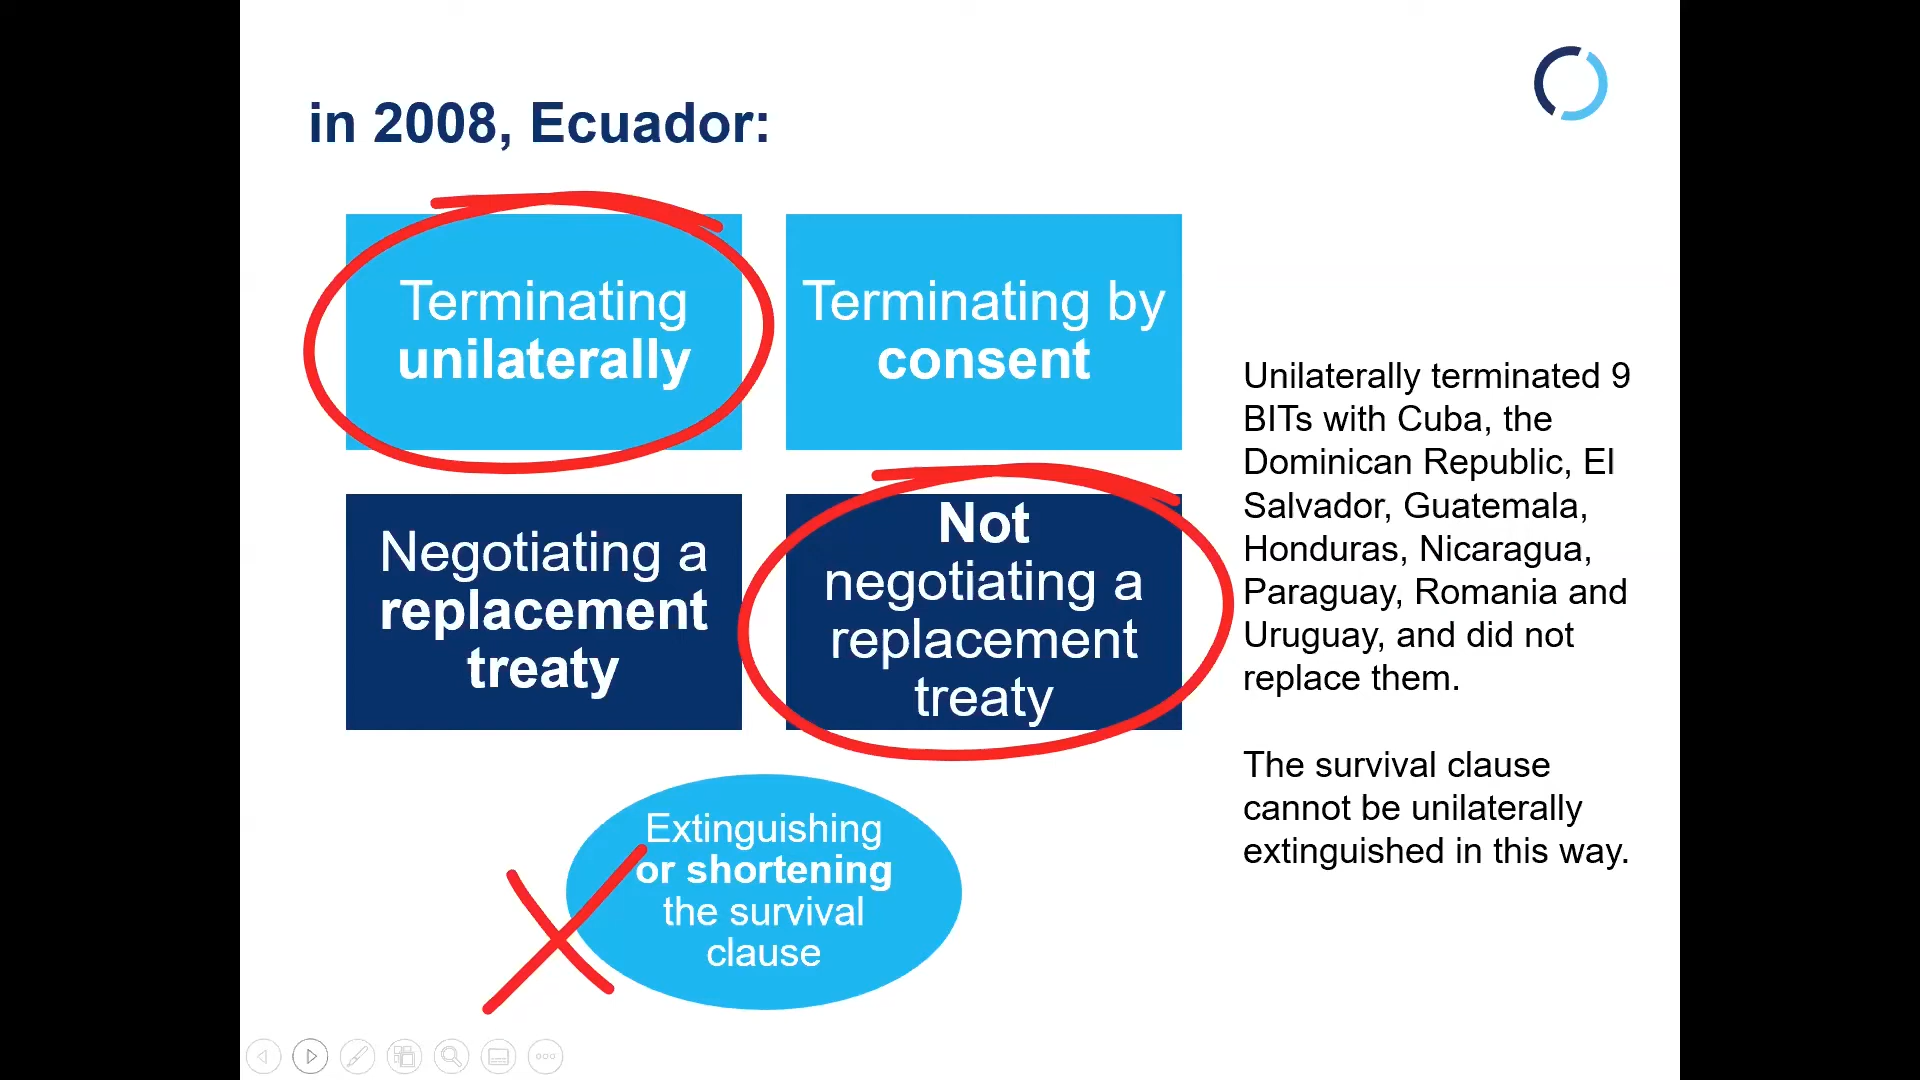 in 2008, Ecuador:
Terminating
unilaterally
Terminating by
consent
Negotiating a
replacement
treaty
Not
negotiating a
replacement
treaty
Extinguishing
or shortening
the survival
clause
Unilaterally terminated 9
BITs with Cuba, the
Dominican Republic, El
Salvador, Guatemala,
Honduras, Nicaragua,
Paraguay, Romania and
Uruguay, and did not
replace them.
The survival clause
cannot be unilaterally
extinguished in this way.